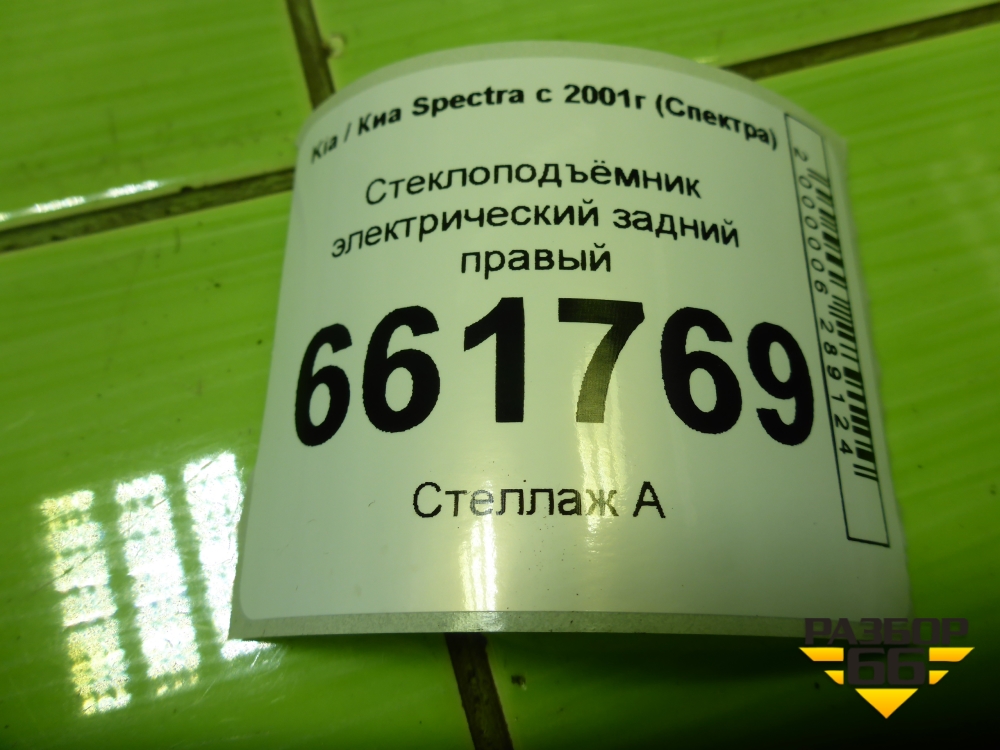 Kia / Киа Spectra с 2001г (Спектра)
Стеклоподъёмник
электрический задний
правый
661769
Стеллаж А
2000006289124
РАЗБОР
66